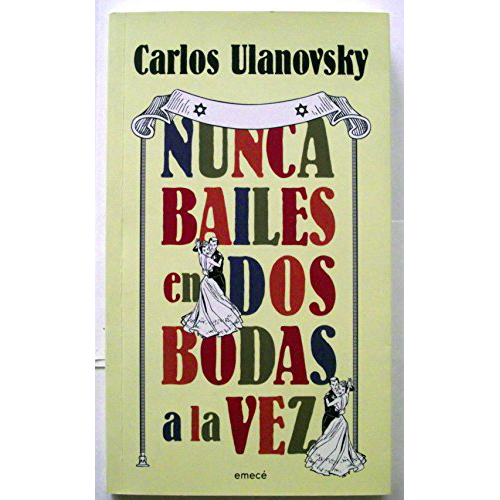 Carlos Ulanovsky
NUNCA
BAILES
en DOS
BODAS
a la VEZ
emecé